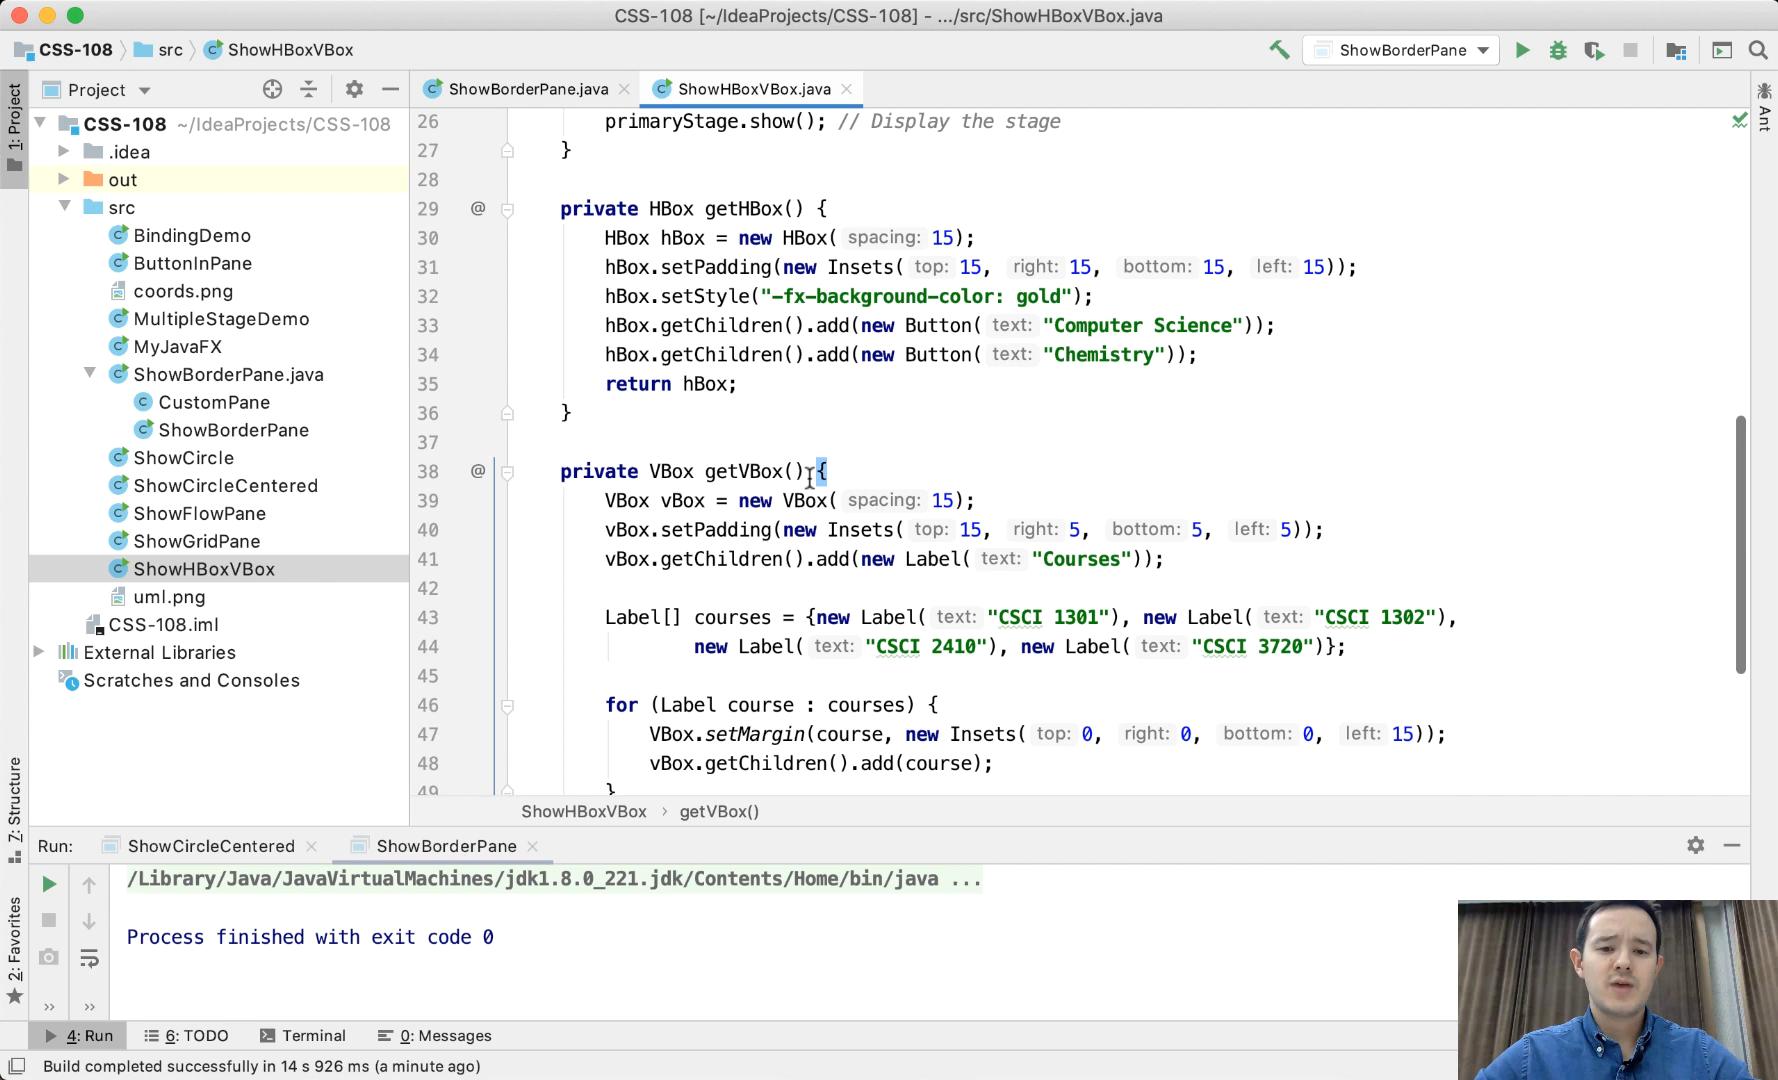 CSS-108 [~/IdeaProjects/CSS-108] - .../src/ShowHBoxVBox.java
CSS-108 src ShowHBoxVBox
ShowBorderPane
1: Project
Project
ShowBorderPane.java
ShowHBoxVBox.java
Ant
CSS-108 ~/IdeaProjects/CSS-108
.idea
out
src
BindingDemo
ButtonInPane
coords.png
MultipleStageDemo
MyJavaFX
ShowBorderPane.java
CustomPane
ShowBorderPane
ShowCircle
ShowCircleCentered
ShowFlowPane
ShowGridPane
ShowHBoxVBox
uml.png
CSS-108.iml
External Libraries
Scratches and Consoles
26 primaryStage.show(); // Display the stage
27 }
28
29 @ private HBox getHBox() {
30 HBox hBox = new HBox( spacing: 15);
31 hBox.setPadding(new Insets( top: 15, right: 15, bottom: 15, left: 15));
32 hBox.setStyle("-fx-background-color: gold");
33 hBox.getChildren().add(new Button( text: "Computer Science"));
34 hBox.getChildren().add(new Button( text: "Chemistry"));
35 return hBox;
36 }
37
38 @ private VBox getVBox() {
39 VBox vBox = new VBox( spacing: 15);
40 vBox.setPadding(new Insets( top: 15, right: 5, bottom: 5, left: 5));
41 vBox.getChildren().add(new Label( text: "Courses"));
42
43 Label[] courses = {new Label( text: "CSCI 1301"), new Label( text: "CSCI 1302"),
44 new Label( text: "CSCI 2410"), new Label( text: "CSCI 3720")};
45
46 for (Label course : courses) {
47 VBox.setMargin(course, new Insets( top: 0, right: 0, bottom: 0, left: 15));
48 vBox.getChildren().add(course);
49 }
ShowHBoxVBox › getVBox()
Z: Structure
2: Favorites
Run: ShowCircleCentered ShowBorderPane
/Library/Java/JavaVirtualMachines/jdk1.8.0_221.jdk/Contents/Home/bin/java ...
Process finished with exit code 0
4: Run 6: TODO Terminal 0: Messages
Build completed successfully in 14 s 926 ms (a minute ago)